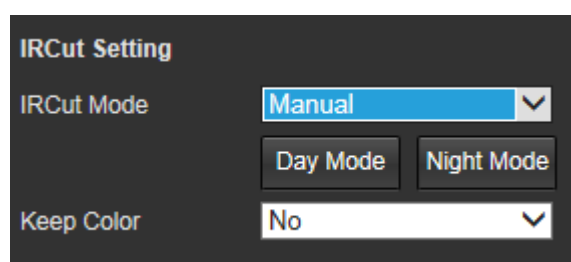 IRCut Setting
IRCut Mode Manual
Day Mode Night Mode
Keep Color No